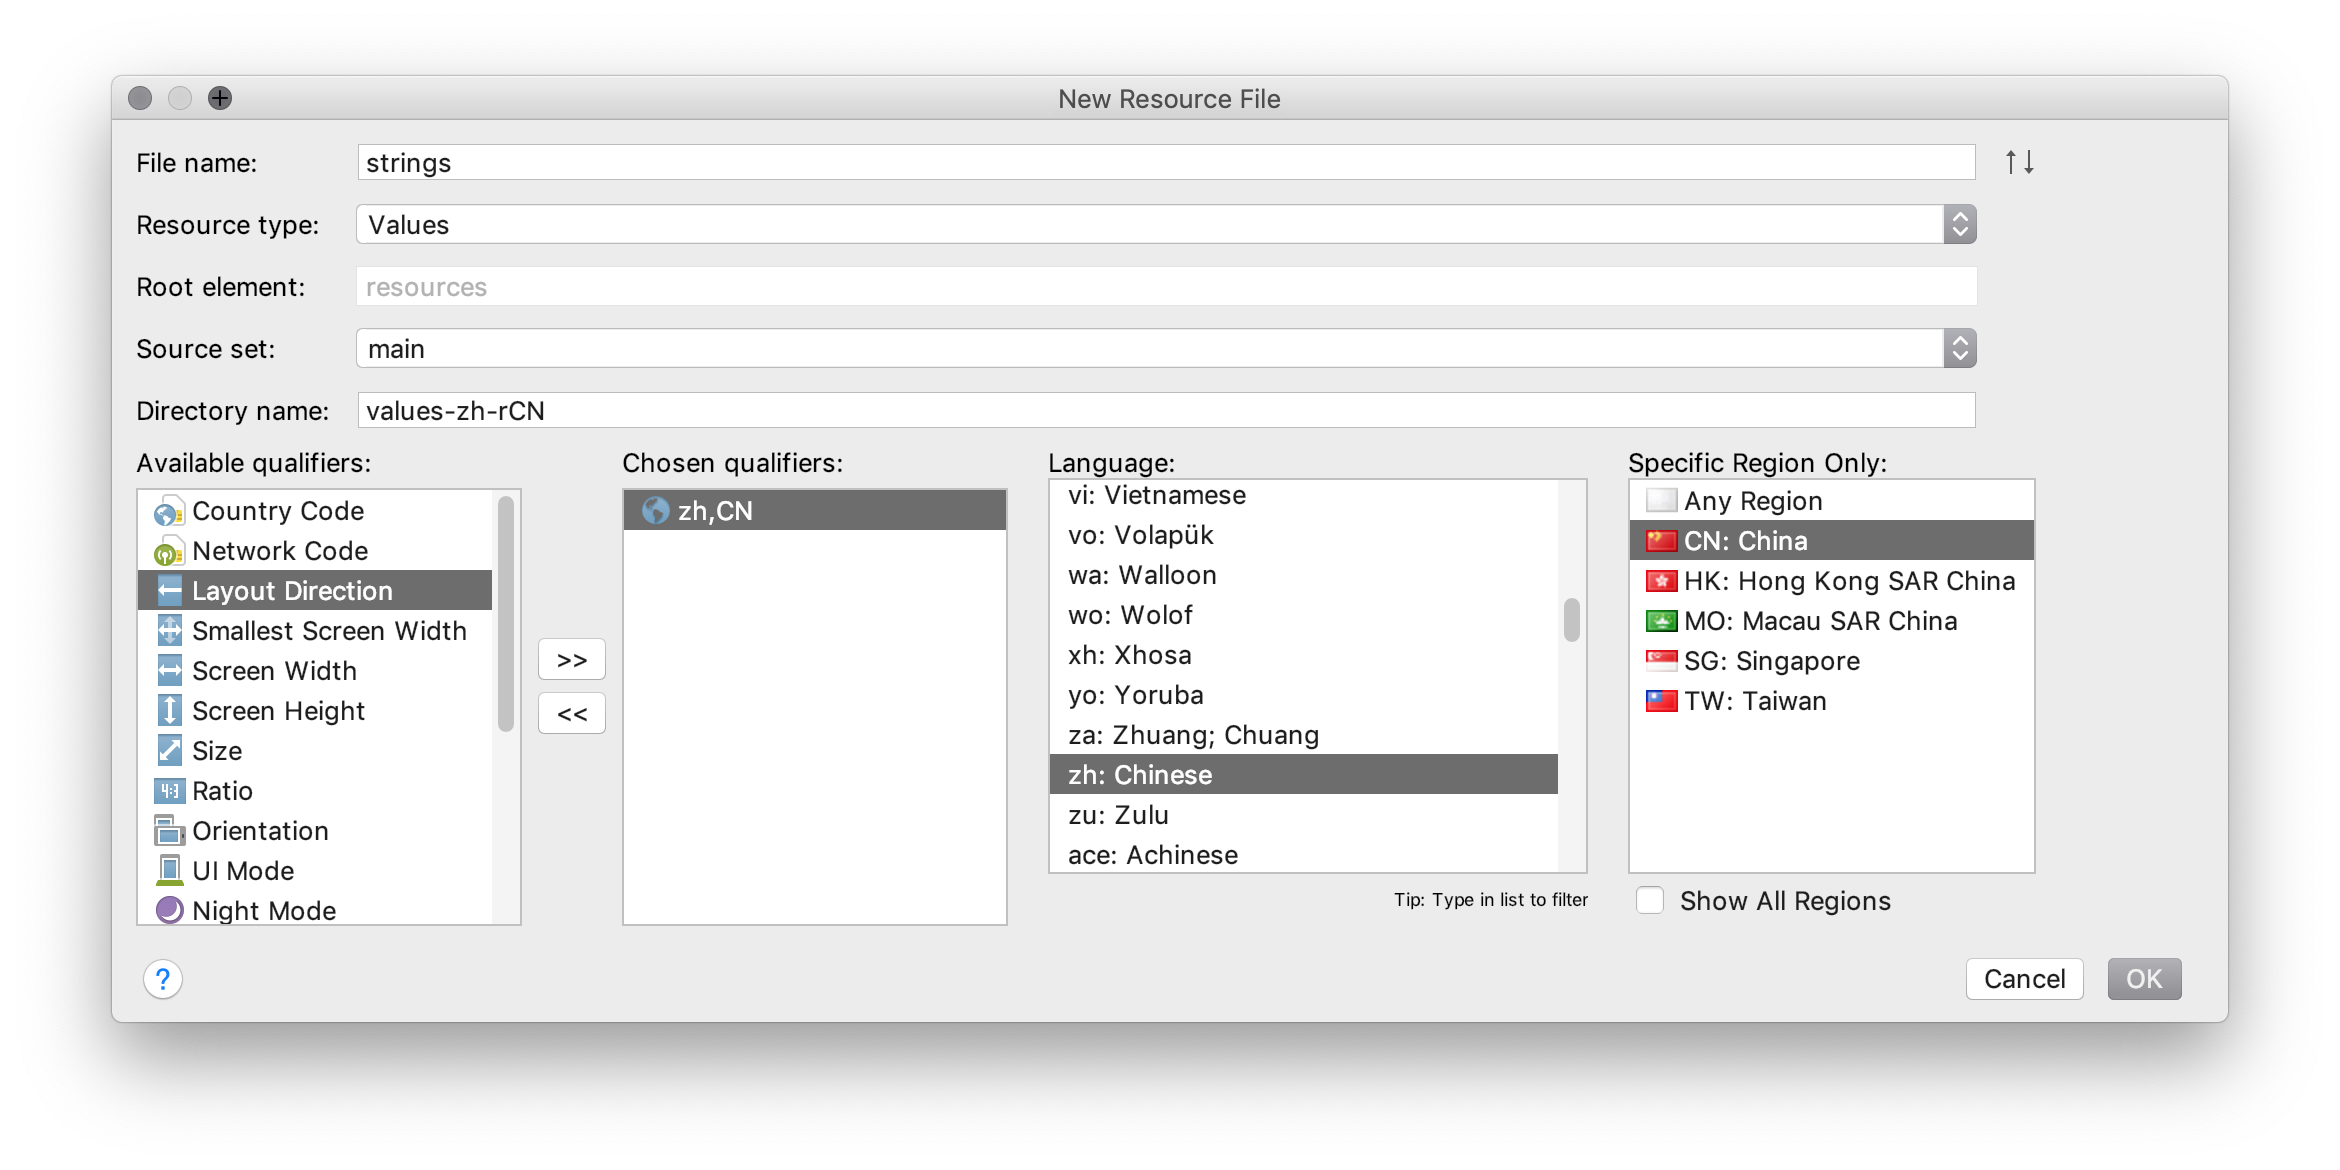 New Resource File
File name: strings
Resource type: Values
Root element: resources
Source set: main
Directory name: values-zh-rCN
Available qualifiers:
Country Code
Network Code
Layout Direction
Smallest Screen Width
Screen Width
Screen Height
Size
4:3 Ratio
Orientation
UI Mode
Night Mode
>>
<<
Chosen qualifiers:
zh,CN
Language:
vi: Vietnamese
vo: Volapük
wa: Walloon
wo: Wolof
xh: Xhosa
yo: Yoruba
za: Zhuang; Chuang
zh: Chinese
zu: Zulu
ace: Achinese
Tip: Type in list to filter
Specific Region Only:
Any Region
CN: China
HK: Hong Kong SAR China
MO: Macau SAR China
SG: Singapore
TW: Taiwan
Show All Regions
?
Cancel
OK